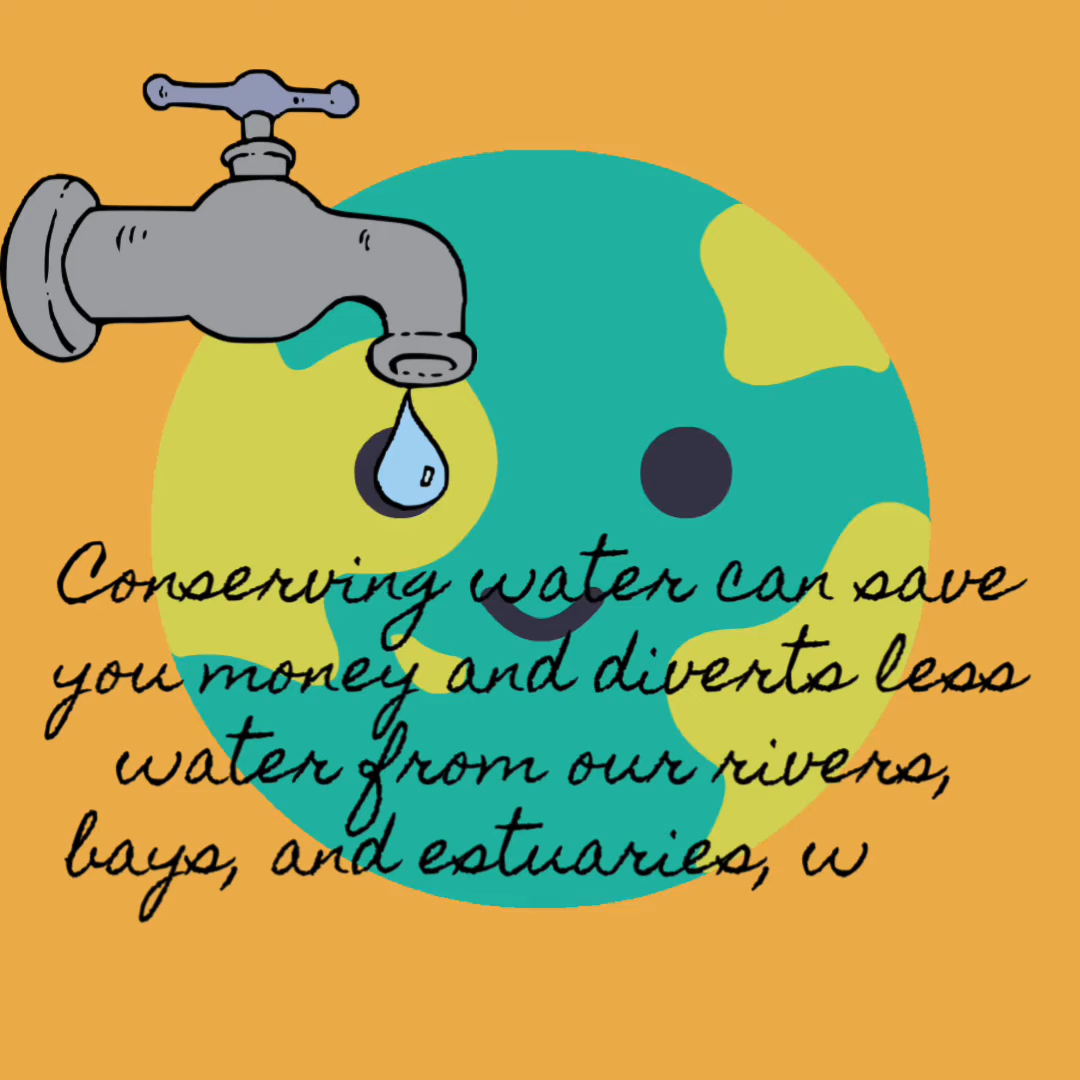 Conserving water can save
you money and diverts less
water from our rivers,
bays, and estuaries, w